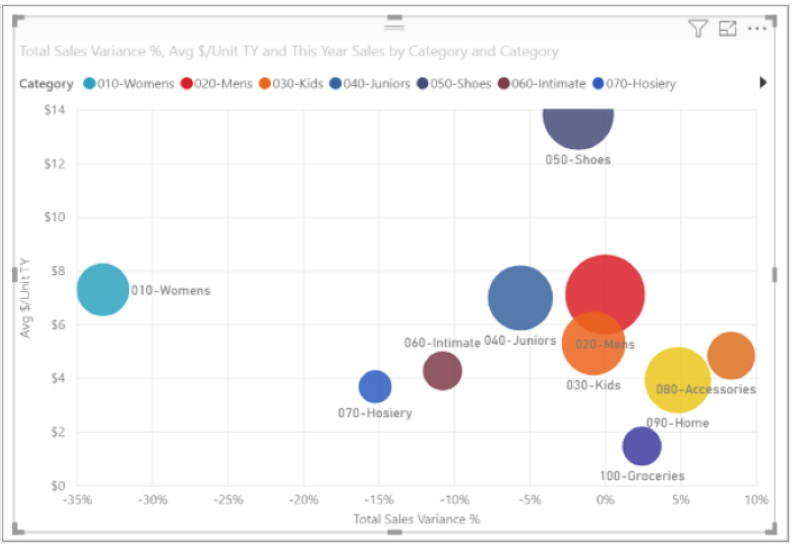 Total Sales Variance %, Avg $/Unit TY and This Year Sales by Category and Category
Category 010-Womens 020-Mens 030-Kids 040-Juniors 050-Shoes 060-Intimate 070-Hosiery
$14
050-Shoes
$12
$10
Avg $/Unit TY
$8
010-Womens
$6
060-Intimate 040-Juniors 020-Mens
030-Kids
$4
080-Accessories
070-Hosiery
090-Home
$2
100-Groceries
$0
-35% -30% -25% -20% -15% -10% -5% 0% 5% 10%
Total Sales Variance %